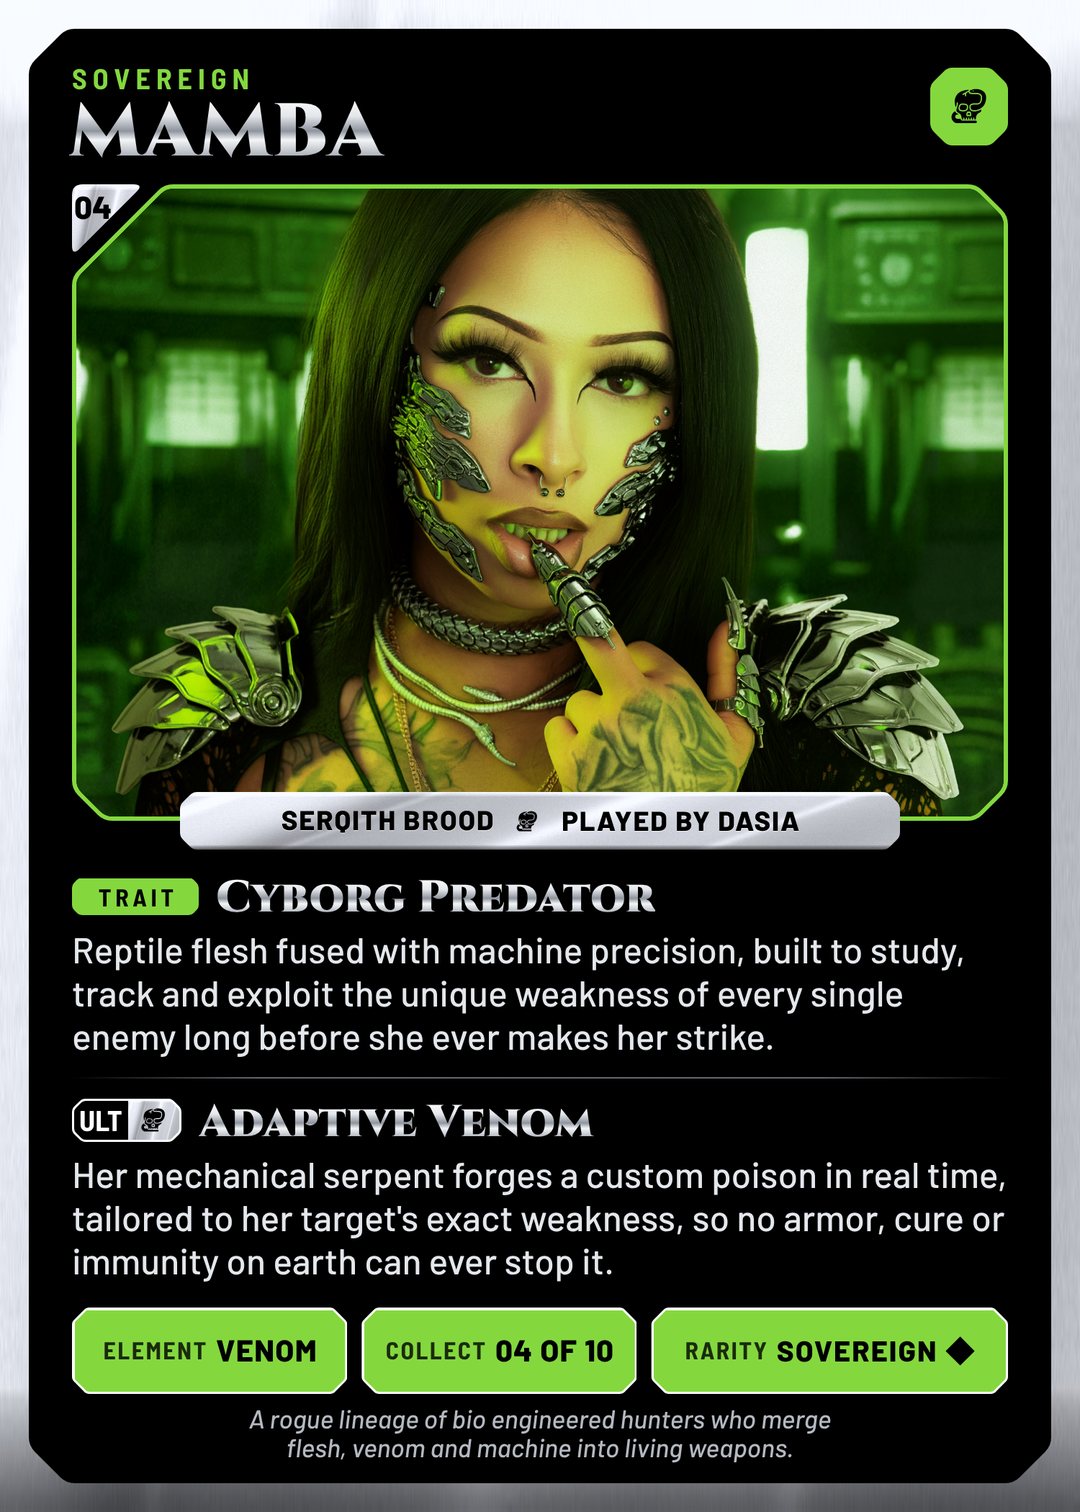 SOVEREIGN
MAMBA
04
SERQITH BROOD PLAYED BY DASIA
TRAIT CYBORG PREDATOR
Reptile flesh fused with machine precision, built to study,
track and exploit the unique weakness of every single
enemy long before she ever makes her strike.
ULT ADAPTIVE VENOM
Her mechanical serpent forges a custom poison in real time,
tailored to her target's exact weakness, so no armor, cure or
immunity on earth can ever stop it.
ELEMENT VENOM COLLECT 04 OF 10 RARITY SOVEREIGN ◆
A rogue lineage of bio engineered hunters who merge
flesh, venom and machine into living weapons.